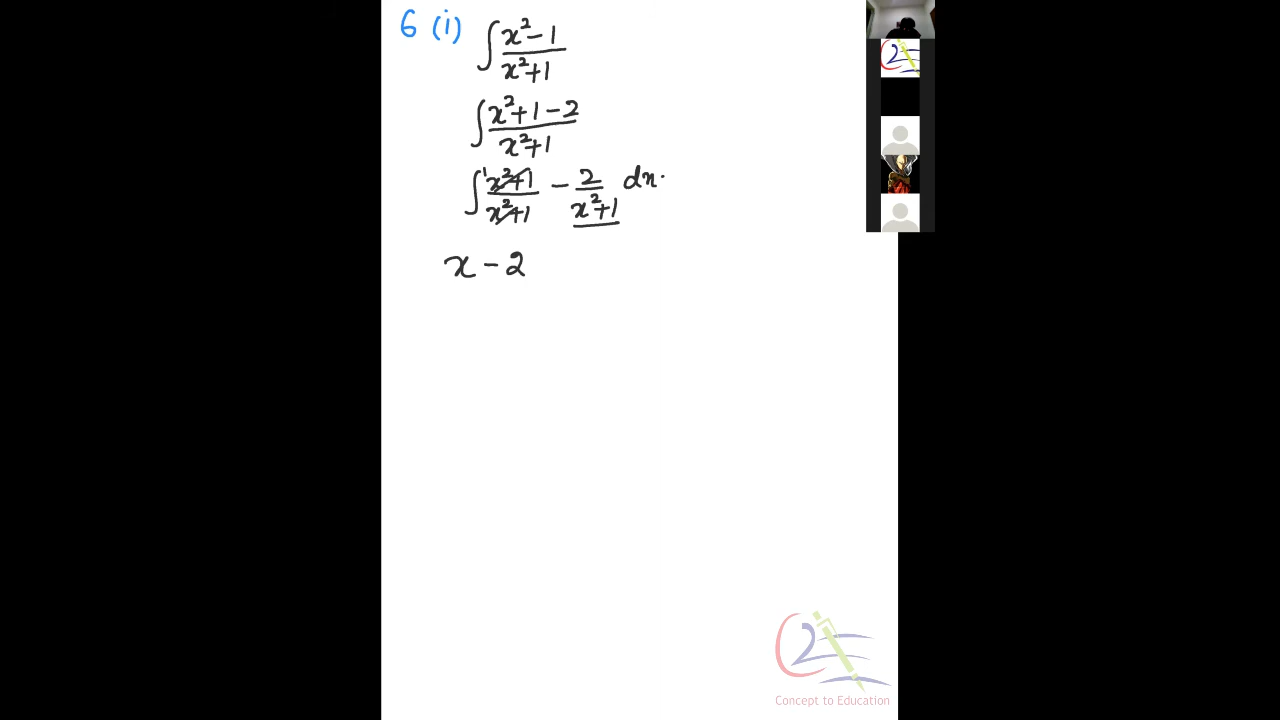 6 (i) ∫ x²-1 / x²+1
∫ x²+1-2 / x²+1
∫ x²+1 / x²+1 - 2 / x²+1 dx.
x - 2
C2
Concept to Education